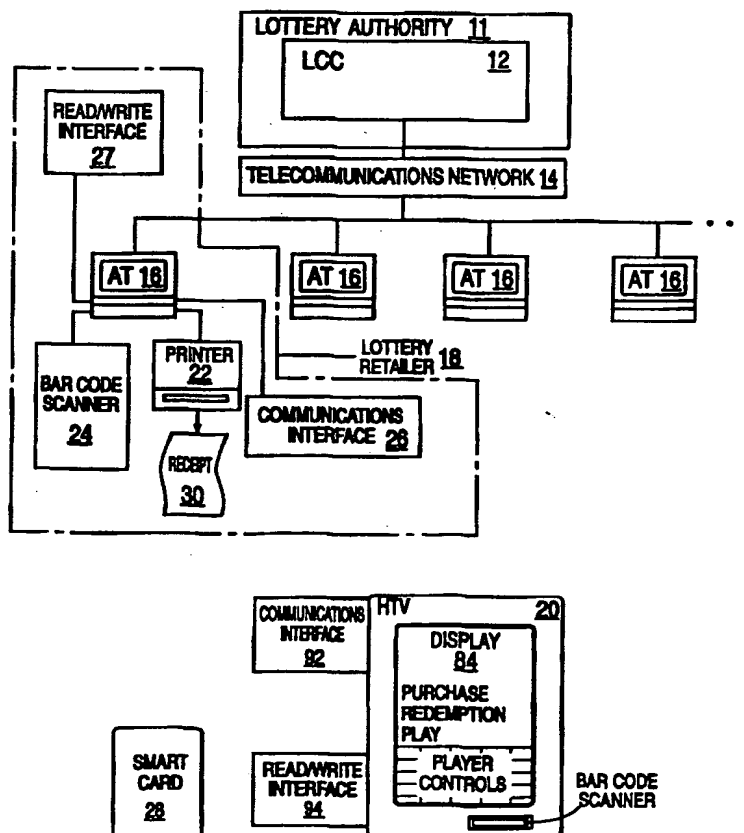 LOTTERY AUTHORITY 11
LCC 12
READ/WRITE
INTERFACE
27
TELECOMMUNICATIONS NETWORK 14
AT 16
AT 16
AT 16
AT 16
PRINTER
22
LOTTERY
RETAILER 18
BAR CODE
SCANNER
24
COMMUNICATIONS
INTERFACE 26
RECEIPT
30
HTV 20
COMMUNICATIONS
INTERFACE
92
DISPLAY
84
PURCHASE
REDEMPTION
PLAY
SMART
CARD
28
READ/WRITE
INTERFACE
94
PLAYER
CONTROLS
BAR CODE
SCANNER